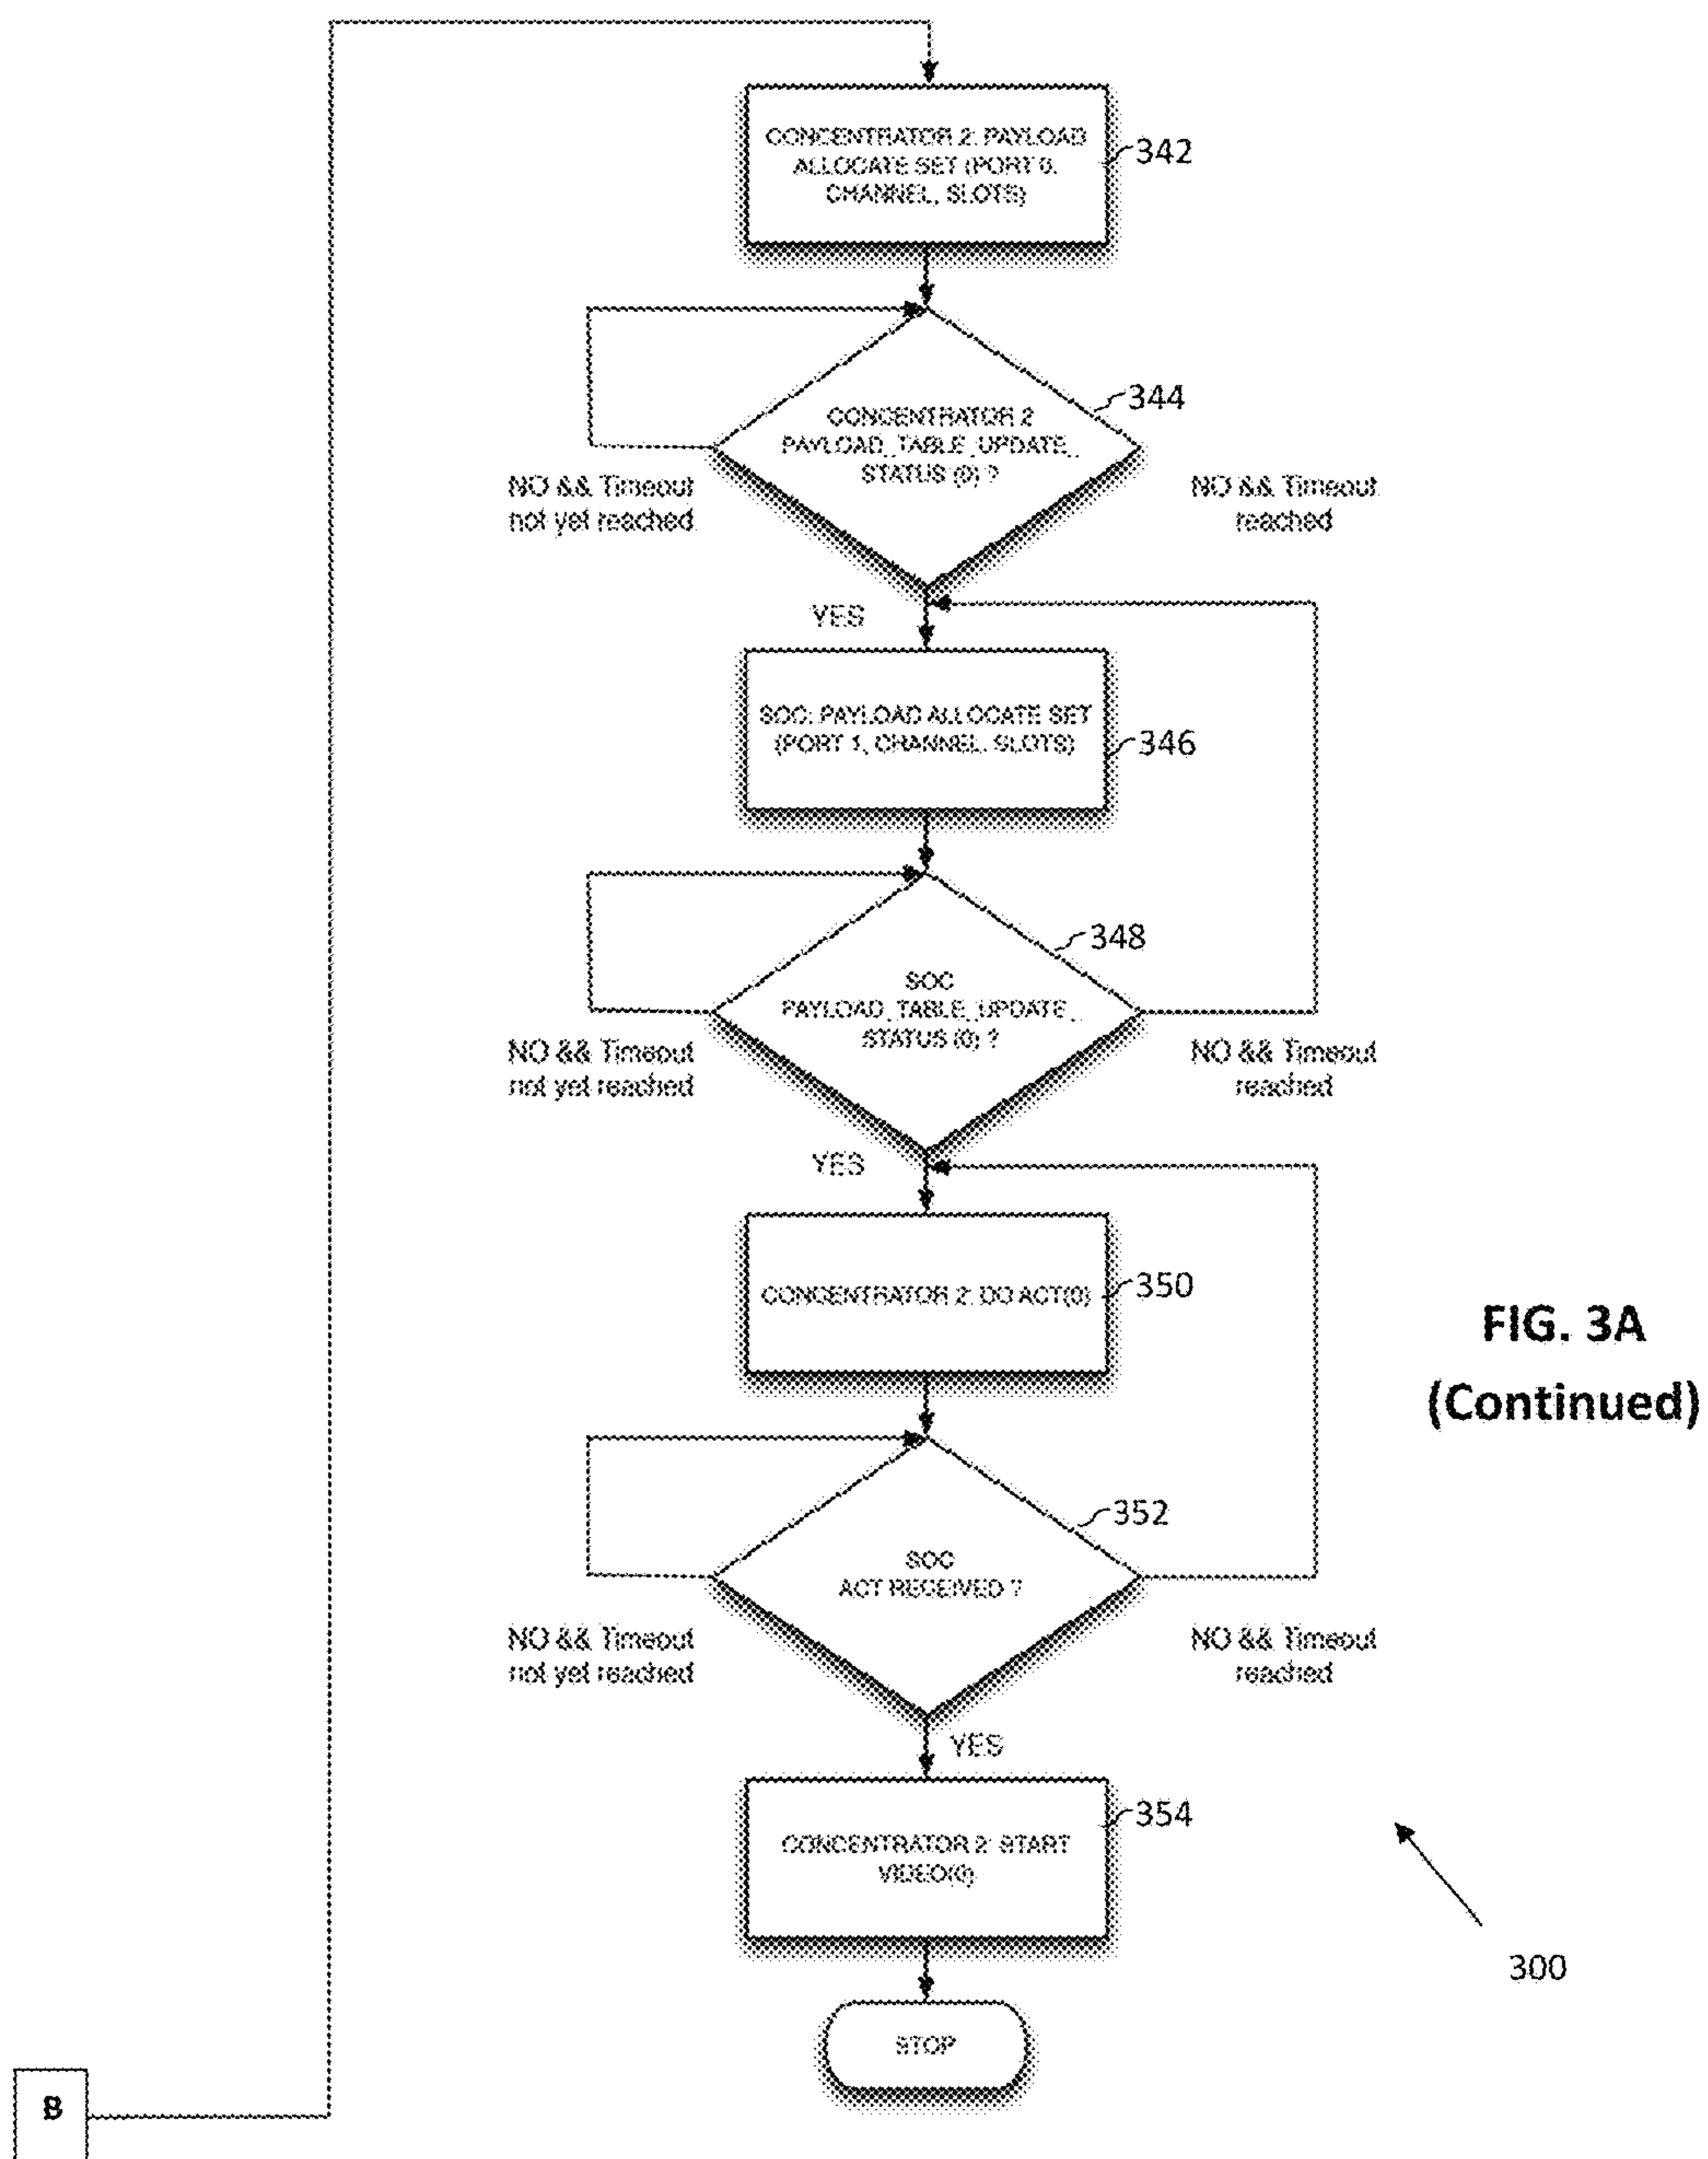 CONCENTRATOR 2: PAYLOAD
ALLOCATE SET (PORT 0,
CHANNEL, SLOTS)
342
344
CONCENTRATOR 2
PAYLOAD_TABLE_UPDATE_
STATUS (0) ?
NO && Timeout
not yet reached
NO && Timeout
reached
YES
SOC: PAYLOAD ALLOCATE SET
(PORT 1, CHANNEL, SLOTS)
346
348
SOC
PAYLOAD_TABLE_UPDATE_
STATUS (0) ?
NO && Timeout
not yet reached
NO && Timeout
reached
YES
CONCENTRATOR 2: DO ACT(0)
350
FIG. 3A
(Continued)
352
SOC
ACT RECEIVED ?
NO && Timeout
not yet reached
NO && Timeout
reached
YES
CONCENTRATOR 2: START
VIDEO(0)
354
300
STOP
B